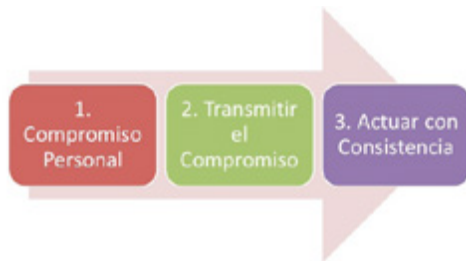 1.
Compromiso
Personal
2. Transmitir
el
Compromiso
3. Actuar con
Consistencia